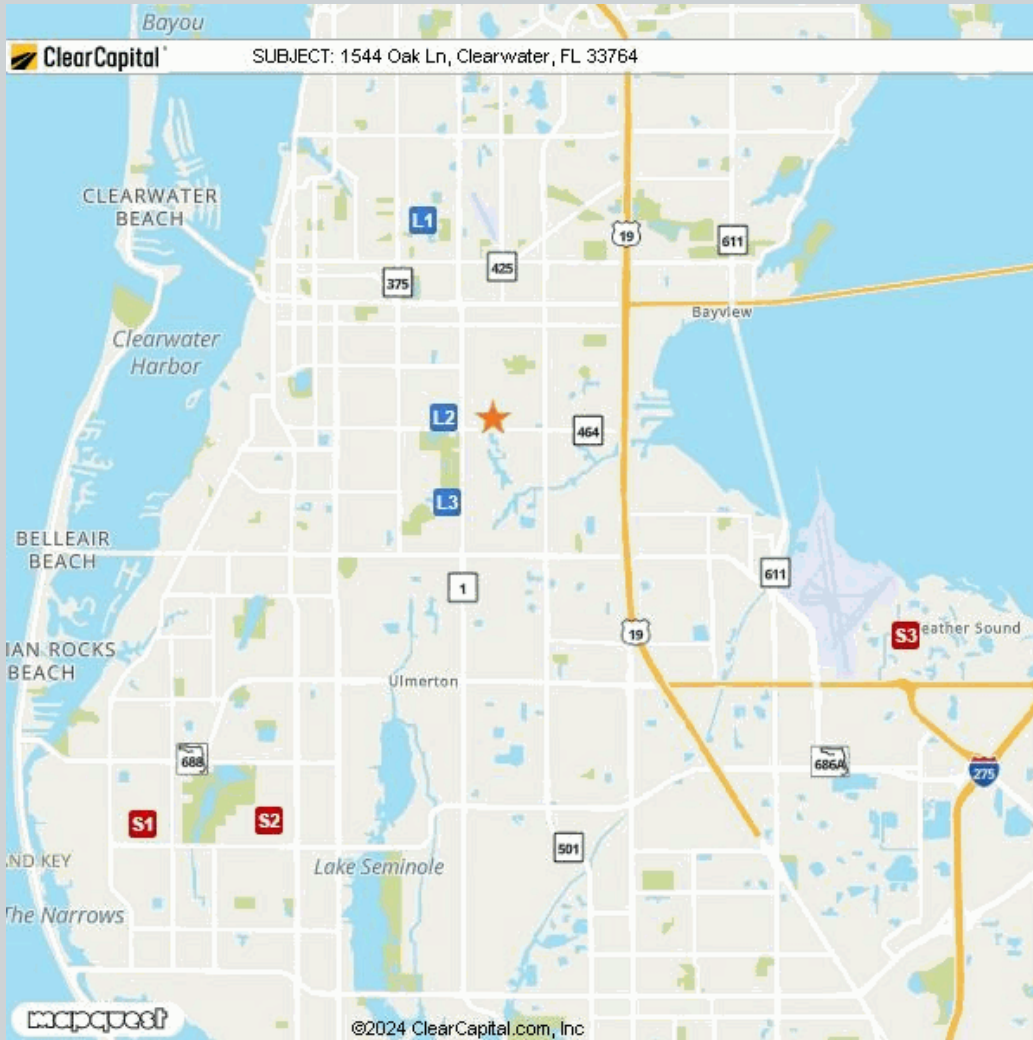 Bayou
ClearCapital
SUBJECT: 1544 Oak Ln, Clearwater, FL 33764
CLEARWATER
BEACH
L1
19
611
425
375
Bayview
Clearwater
Harbor
L2
464
L3
BELLEAIR
BEACH
611
1
IAN ROCKS
BEACH
19
S3
eather Sound
Ulmerton
688
686A
275
S1
S2
501
AND KEY
Lake Seminole
The Narrows
mapquest
©2024 ClearCapital.com, Inc